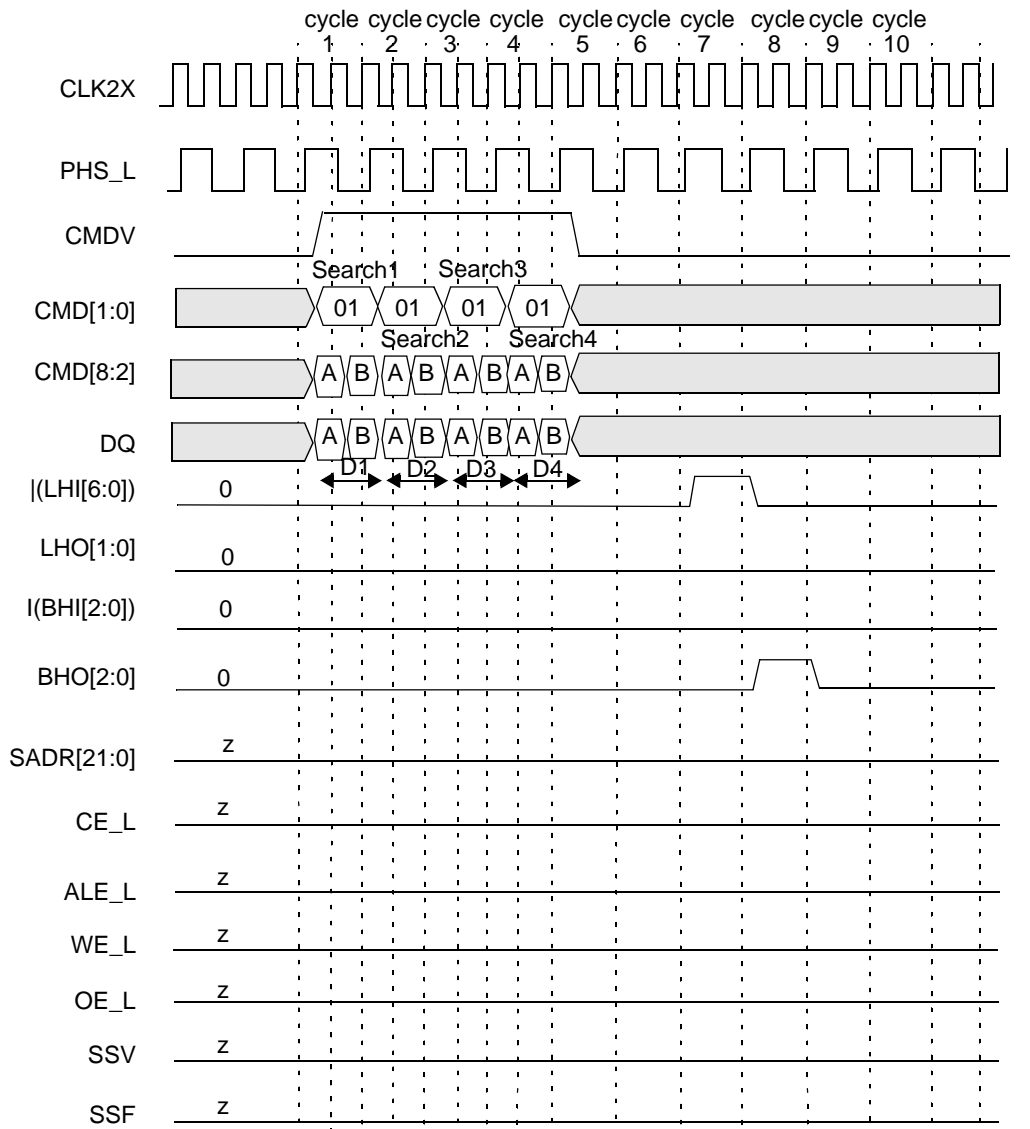 cycle cycle cycle cycle cycle cycle cycle cycle cycle cycle
1 2 3 4 5 6 7 8 9 10
CLK2X
PHS_L
CMDV
Search1 Search3
CMD[1:0] 01 01 01 01
Search2 Search4
CMD[8:2] A B A B A B A B
DQ A B A B A B A B
D1 D2 D3 D4
|(LHI[6:0]) 0
LHO[1:0] 0
I(BHI[2:0]) 0
BHO[2:0] 0
SADR[21:0] z
CE_L z
ALE_L z
WE_L z
OE_L z
SSV z
SSF z